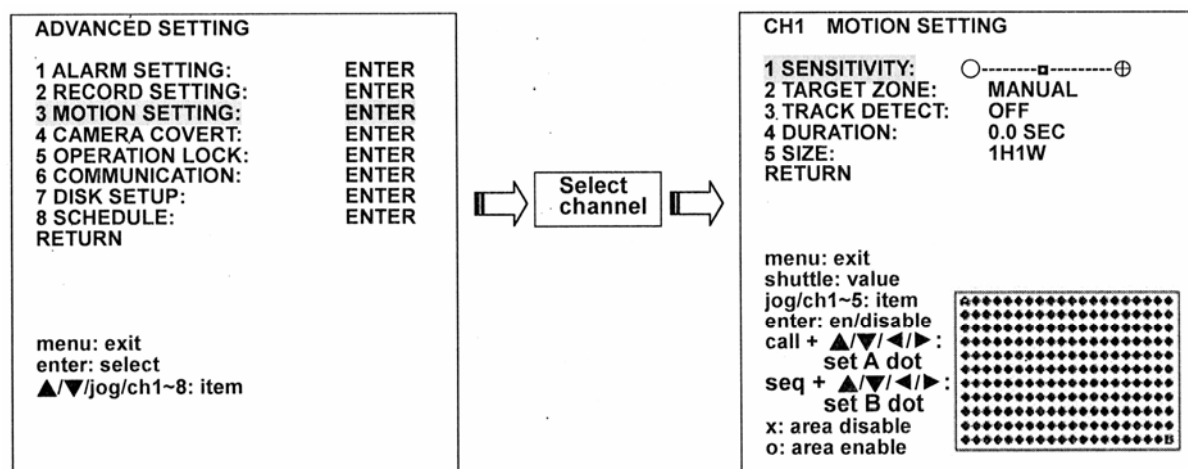 ADVANCED SETTING
1 ALARM SETTING: ENTER
2 RECORD SETTING: ENTER
3 MOTION SETTING: ENTER
4 CAMERA COVERT: ENTER
5 OPERATION LOCK: ENTER
6 COMMUNICATION: ENTER
7 DISK SETUP: ENTER
8 SCHEDULE: ENTER
RETURN
menu: exit
enter: select
▲/▼/jog/ch1~8: item
Select
channel
CH1 MOTION SETTING
1 SENSITIVITY:
2 TARGET ZONE: MANUAL
3 TRACK DETECT: OFF
4 DURATION: 0.0 SEC
5 SIZE: 1H1W
RETURN
menu: exit
shuttle: value
jog/ch1~5: item
enter: en/disable
call + ▲/▼/◀/▶:
set A dot
seq + ▲/▼/◀/▶:
set B dot
x: area disable
o: area enable
A
B